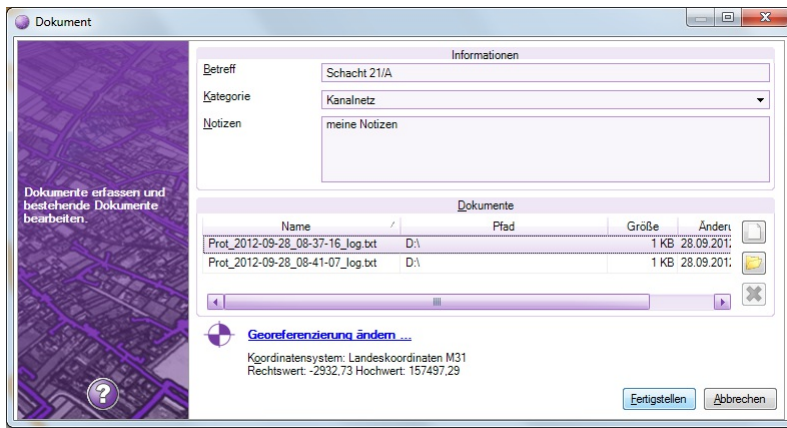 Dokument
Dokumente erfassen und
bestehende Dokumente
bearbeiten.
?
Informationen
Betreff
Schacht 21/A
Kategorie
Kanalnetz
Notizen
meine Notizen
Dokumente
Name Pfad Größe Änder
Prot_2012-09-28_08-37-16_log.txt D:\ 1 KB 28.09.201
Prot_2012-09-28_08-41-07_log.txt D:\ 1 KB 28.09.201
Georeferenzierung ändern ...
Koordinatensystem: Landeskoordinaten M31
Rechtswert: -2932,73 Hochwert: 157497,29
Fertigstellen Abbrechen